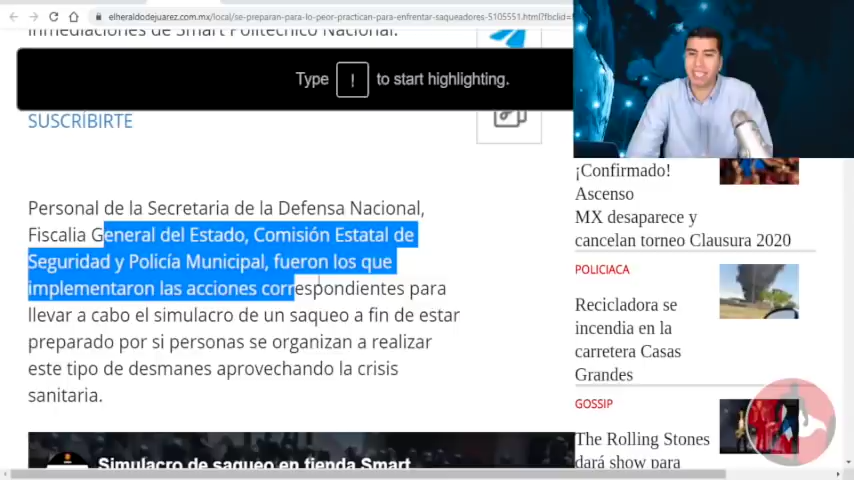 elheraldodejuarez.com.mx/local/se-preparan-para-lo-peor-practican-para-enfrentar-saqueadores-5105551.html?fbclid=
inmediaciones de Smart Politecnico Nacional.
Type ! to start highlighting.
SUSCRÍBIRTE
Personal de la Secretaria de la Defensa Nacional,
Fiscalia General del Estado, Comisión Estatal de
Seguridad y Policía Municipal, fueron los que
implementaron las acciones correspondientes para
llevar a cabo el simulacro de un saqueo a fin de estar
preparado por si personas se organizan a realizar
este tipo de desmanes aprovechando la crisis
sanitaria.
Simulacro de saqueo en tienda Smart
¡Confirmado!
Ascenso
MX desaparece y
cancelan torneo Clausura 2020
POLICIACA
Recicladora se
incendia en la
carretera Casas
Grandes
GOSSIP
The Rolling Stones
dará show para